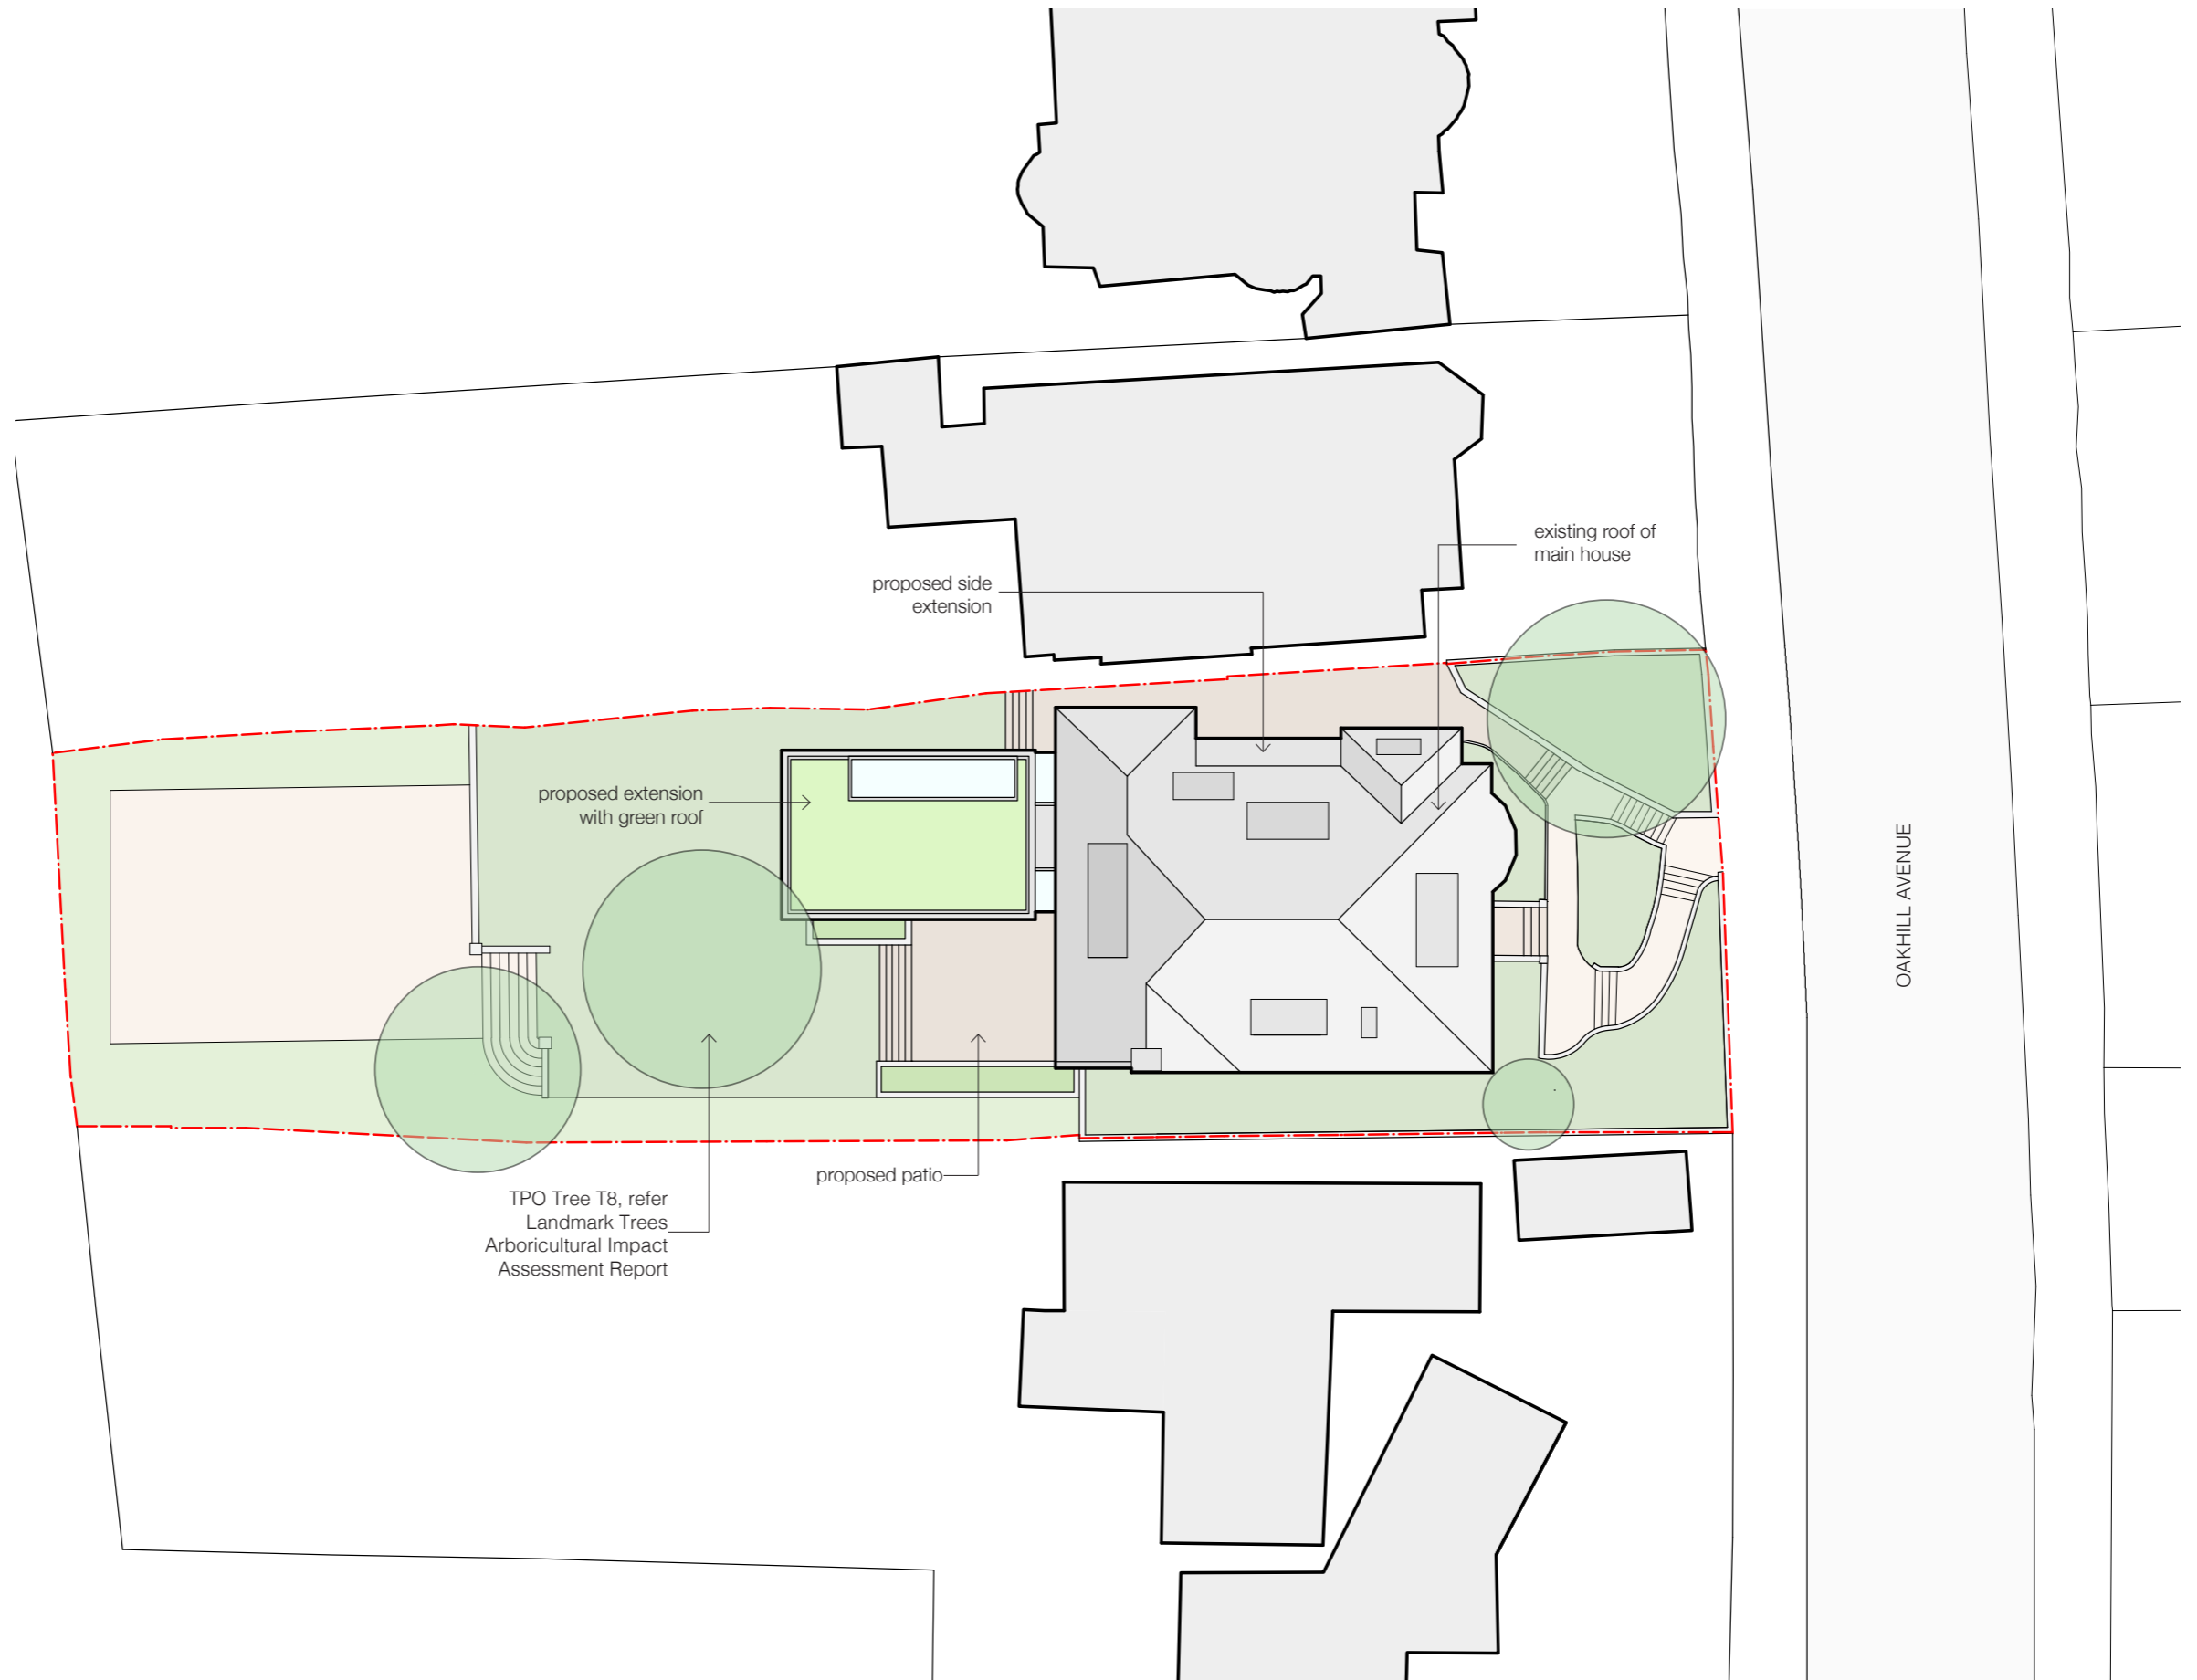 existing roof of
main house
proposed side
extension
proposed extension
with green roof
OAKHILL AVENUE
proposed patio
TPO Tree T8, refer
Landmark Trees
Arboricultural Impact
Assessment Report